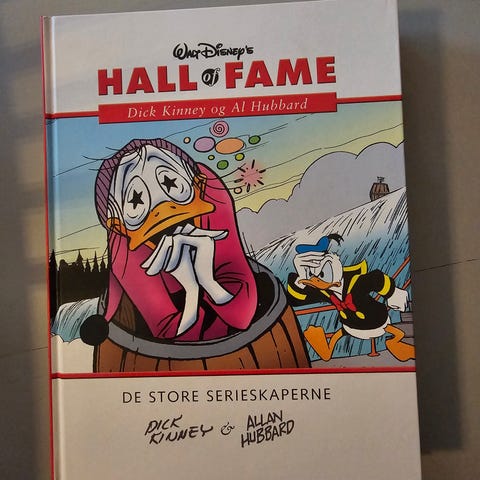 Walt Disney's
HALL of FAME
Dick Kinney og Al Hubbard
DE STORE SERIESKAPERNE
DICK KINNEY & ALLAN HUBBARD